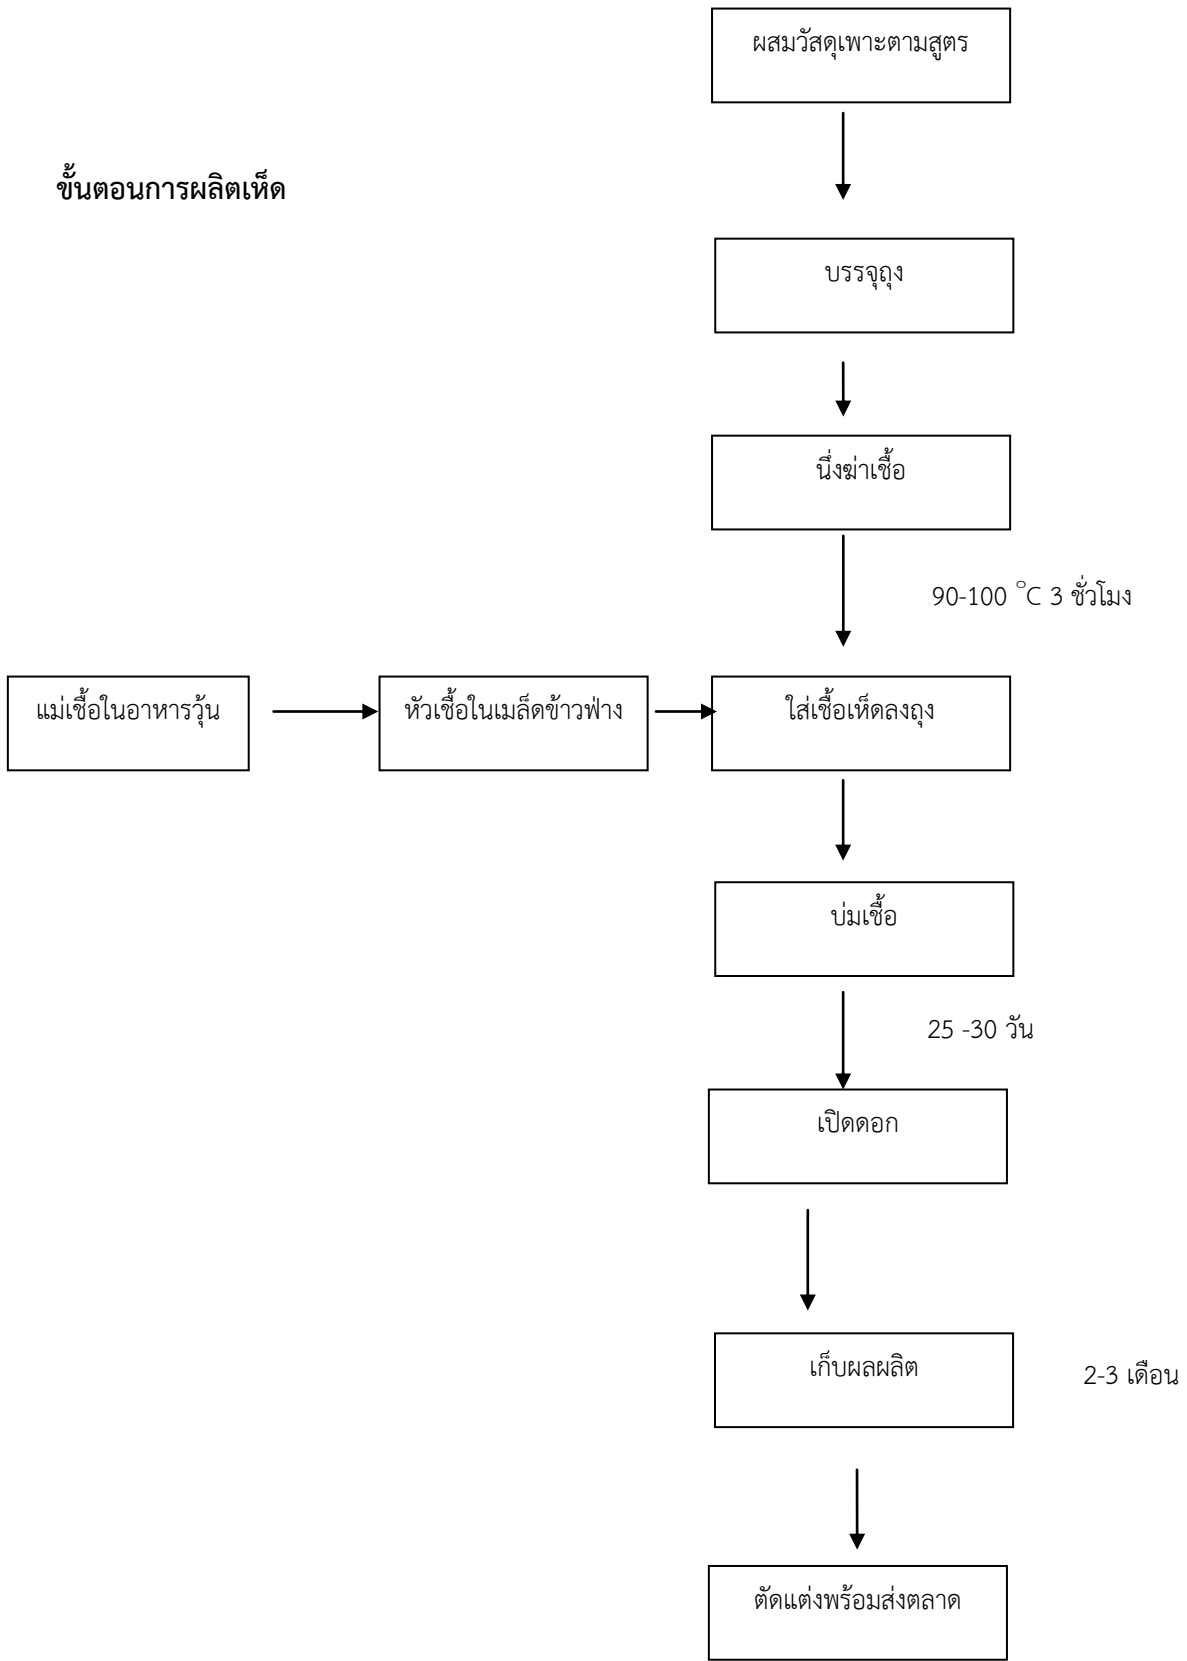 ผสมวัสดุเพาะตามสูตร
ขั้นตอนการผลิตเห็ด
บรรจุถุง
นึ่งฆ่าเชื้อ
90-100 °C 3 ชั่วโมง
แม่เชื้อในอาหารวุ้น
หัวเชื้อในเมล็ดข้าวฟ่าง
ใส่เชื้อเห็ดลงถุง
บ่มเชื้อ
25 -30 วัน
เปิดดอก
เก็บผลผลิต
2-3 เดือน
ตัดแต่งพร้อมส่งตลาด